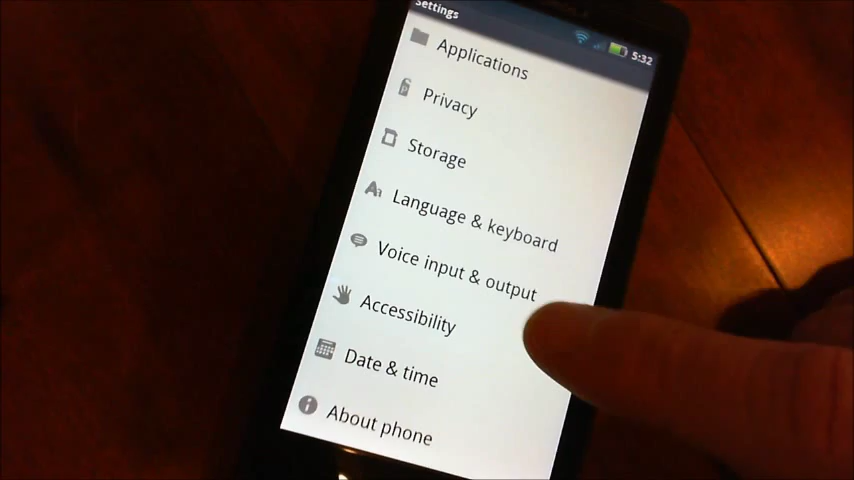 Settings
5:32
Applications
Privacy
Storage
Language & keyboard
Voice input & output
Accessibility
Date & time
About phone